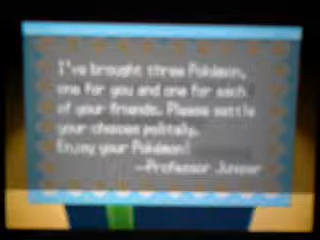 I've brought three Pokémon,
one for you and one for each
of your friends. Please settle
your choices politely.
Enjoy your Pokémon!
—Professor Juniper